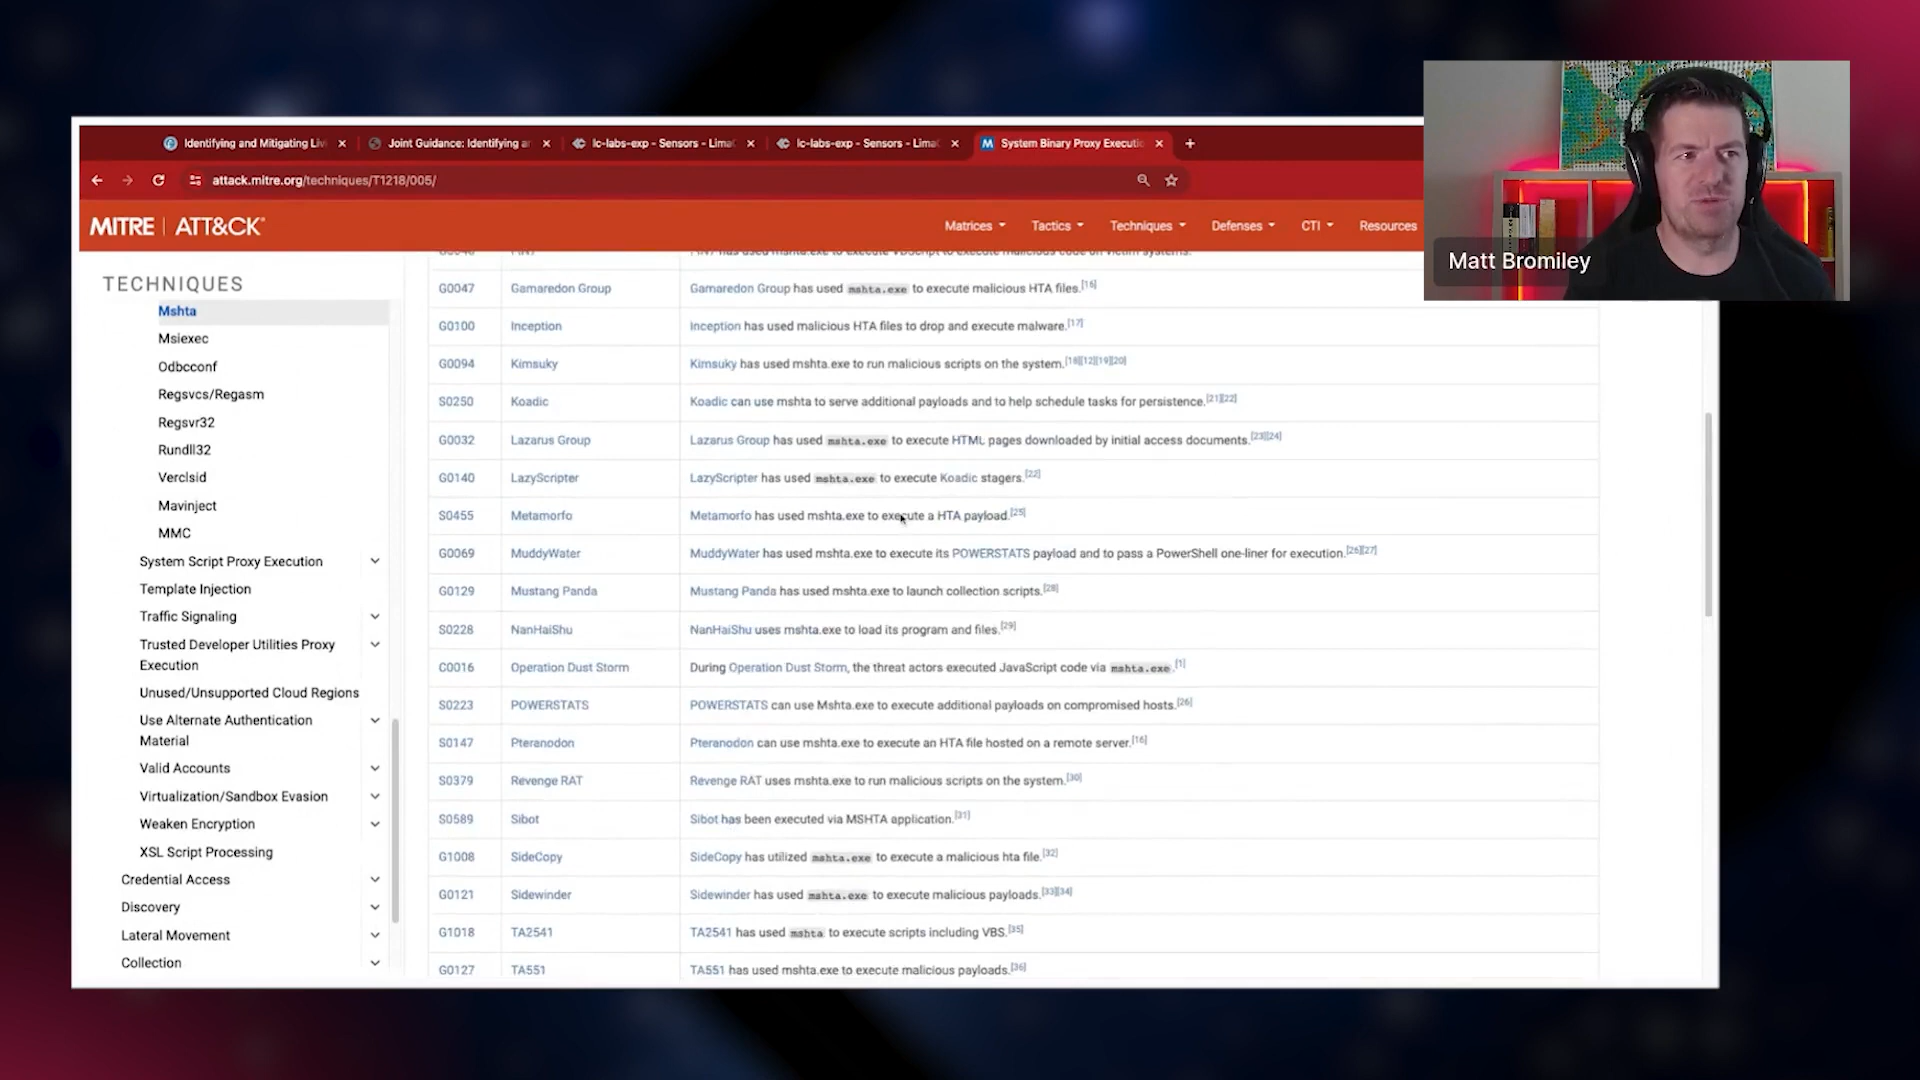 Identifying and Mitigating Livi
Joint Guidance: Identifying an
lc-labs-exp - Sensors - LimaC
lc-labs-exp - Sensors - LimaC
System Binary Proxy Executio
attack.mitre.org/techniques/T1218/005/
MITRE | ATT&CK®
Matrices
Tactics
Techniques
Defenses
CTI
Resources
Matt Bromiley
TECHNIQUES
Mshta
Msiexec
Odbcconf
Regsvcs/Regasm
Regsvr32
Rundll32
Verclsid
Mavinject
MMC
System Script Proxy Execution
Template Injection
Traffic Signaling
Trusted Developer Utilities Proxy
Execution
Unused/Unsupported Cloud Regions
Use Alternate Authentication
Material
Valid Accounts
Virtualization/Sandbox Evasion
Weaken Encryption
XSL Script Processing
Credential Access
Discovery
Lateral Movement
Collection
G0047 Gamaredon Group Gamaredon Group has used mshta.exe to execute malicious HTA files.[16]
G0100 Inception Inception has used malicious HTA files to drop and execute malware.[17]
G0094 Kimsuky Kimsuky has used mshta.exe to run malicious scripts on the system.[18][12][19][20]
S0250 Koadic Koadic can use mshta to serve additional payloads and to help schedule tasks for persistence.[21][22]
G0032 Lazarus Group Lazarus Group has used mshta.exe to execute HTML pages downloaded by initial access documents.[23][24]
G0140 LazyScripter LazyScripter has used mshta.exe to execute Koadic stagers.[22]
S0455 Metamorfo Metamorfo has used mshta.exe to execute a HTA payload.[25]
G0069 MuddyWater MuddyWater has used mshta.exe to execute its POWERSTATS payload and to pass a PowerShell one-liner for execution.[26][27]
G0129 Mustang Panda Mustang Panda has used mshta.exe to launch collection scripts.[28]
S0228 NanHaiShu NanHaiShu uses mshta.exe to load its program and files.[29]
C0016 Operation Dust Storm During Operation Dust Storm, the threat actors executed JavaScript code via mshta.exe.[1]
S0223 POWERSTATS POWERSTATS can use Mshta.exe to execute additional payloads on compromised hosts.[26]
S0147 Pteranodon Pteranodon can use mshta.exe to execute an HTA file hosted on a remote server.[16]
S0379 Revenge RAT Revenge RAT uses mshta.exe to run malicious scripts on the system.[30]
S0589 Sibot Sibot has been executed via MSHTA application.[31]
G1008 SideCopy SideCopy has utilized mshta.exe to execute a malicious hta file.[32]
G0121 Sidewinder Sidewinder has used mshta.exe to execute malicious payloads.[33][34]
G1018 TA2541 TA2541 has used mshta to execute scripts including VBS.[35]
G0127 TA551 TA551 has used mshta.exe to execute malicious payloads.[36]